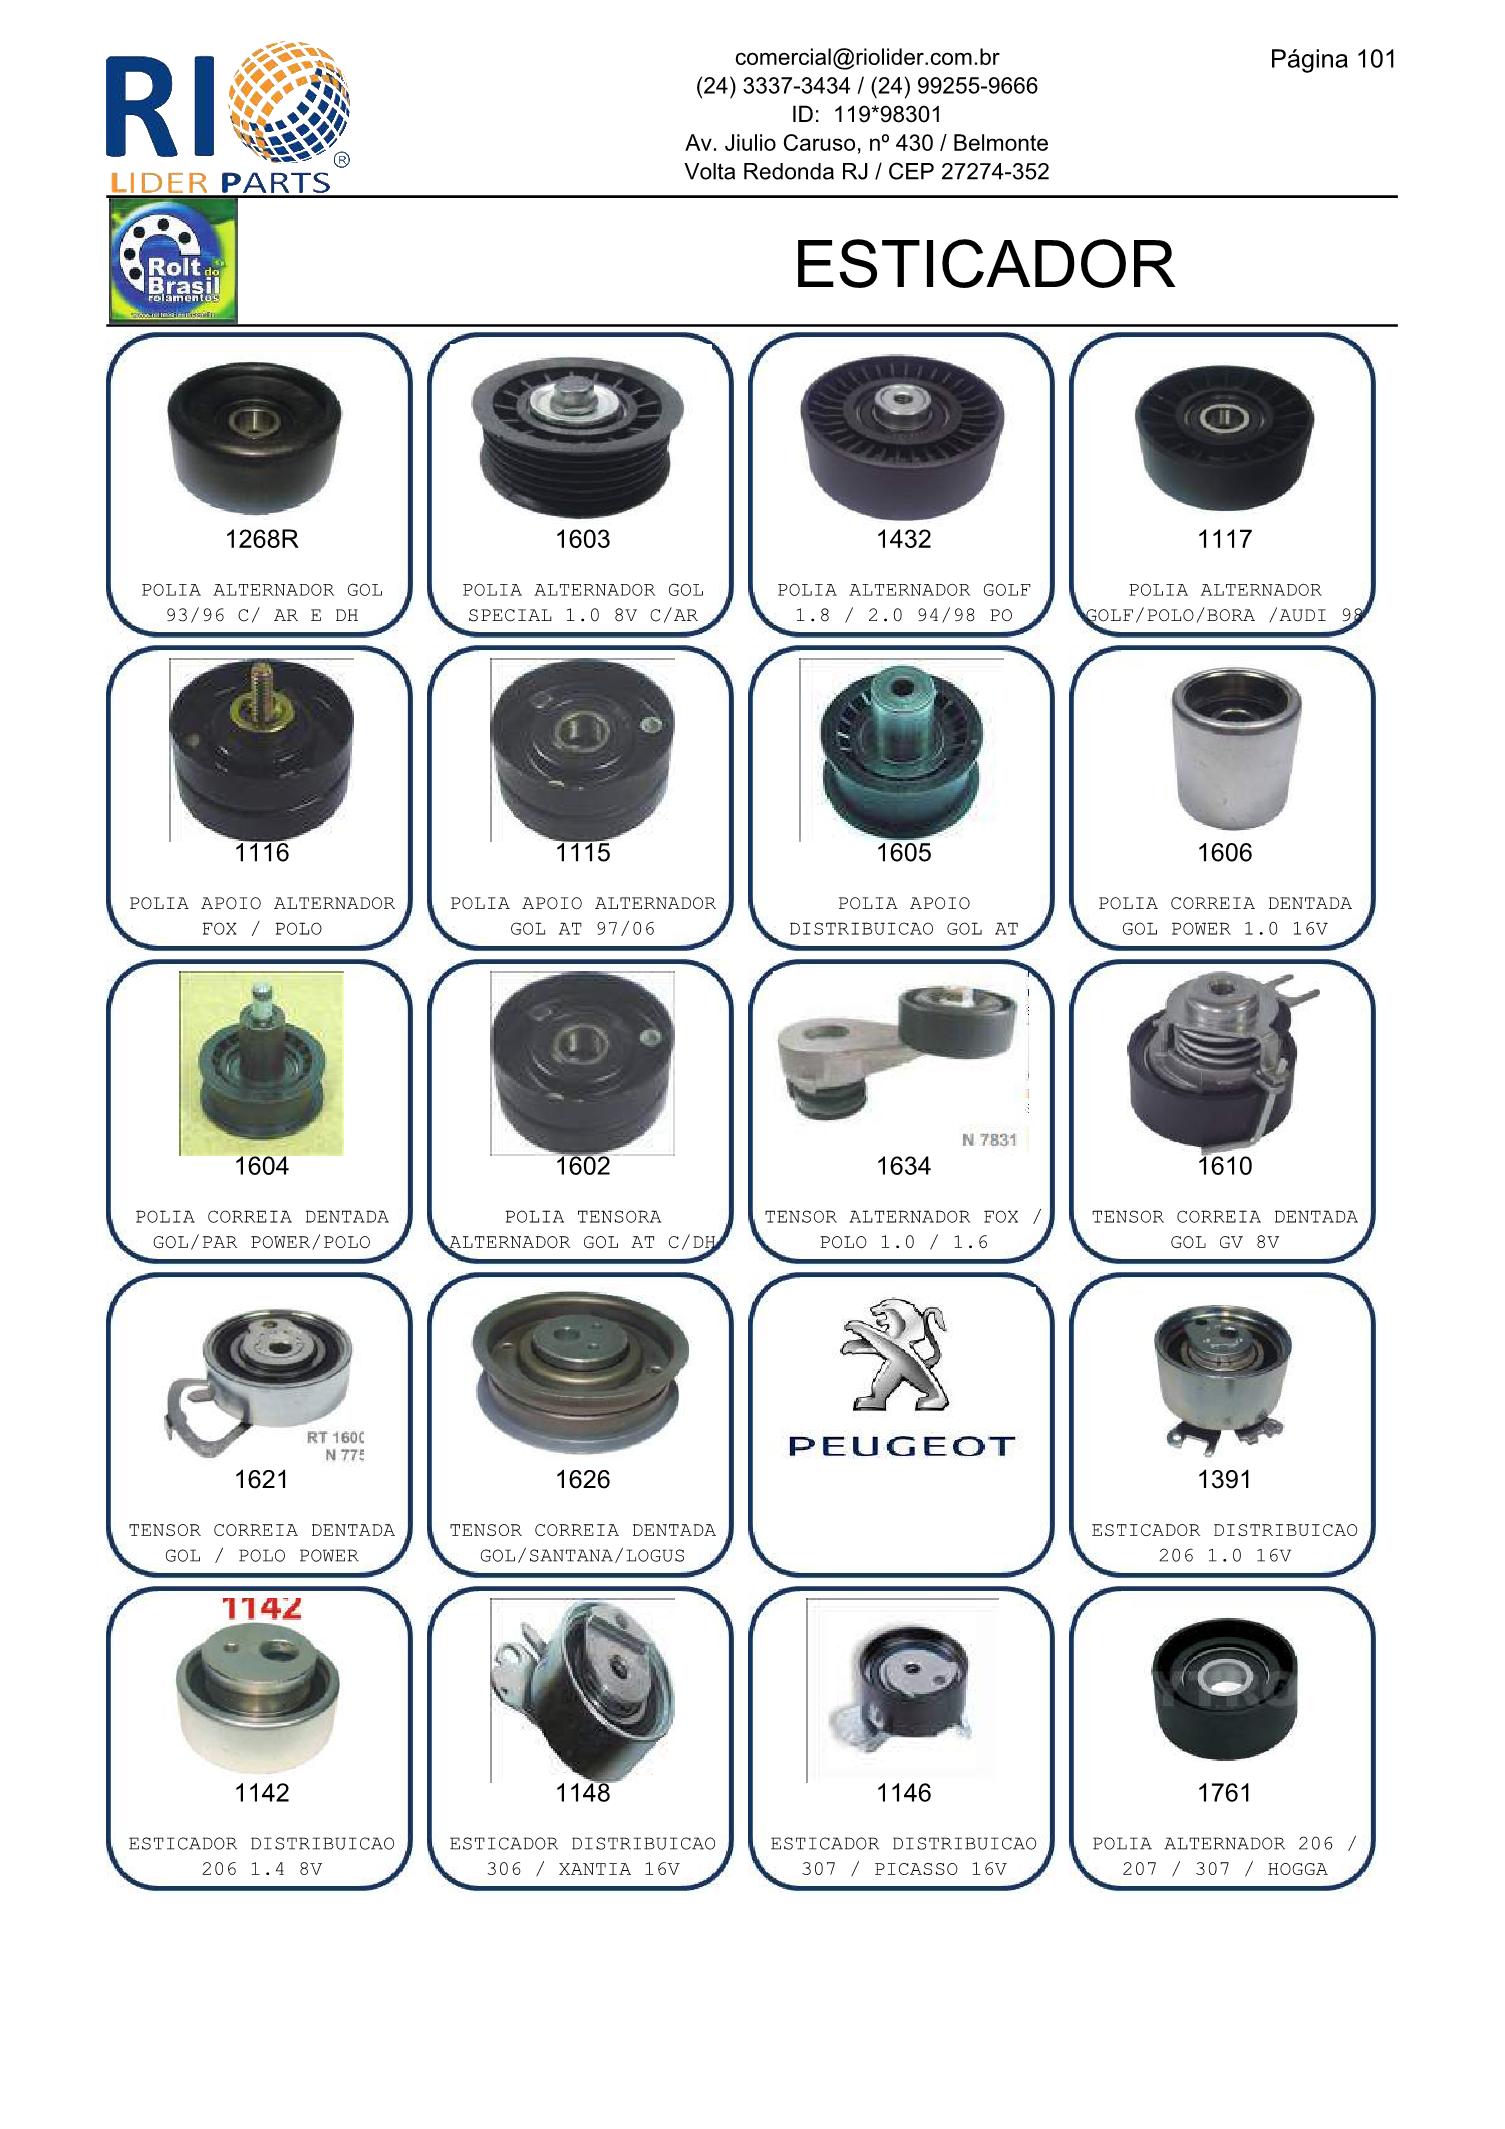 RIO
LIDER PARTS
®
comercial@riolider.com.br
(24) 3337-3434 / (24) 99255-9666
ID: 119*98301
Av. Jiulio Caruso, nº 430 / Belmonte
Volta Redonda RJ / CEP 27274-352
Página 101
Rolt do
Brasil
rolamentos
ESTICADOR
1268R
POLIA ALTERNADOR GOL
93/96 C/ AR E DH
1603
POLIA ALTERNADOR GOL
SPECIAL 1.0 8V C/AR
1432
POLIA ALTERNADOR GOLF
1.8 / 2.0 94/98 PO
1117
POLIA ALTERNADOR
GOLF/POLO/BORA /AUDI 98
1116
POLIA APOIO ALTERNADOR
FOX / POLO
1115
POLIA APOIO ALTERNADOR
GOL AT 97/06
1605
POLIA APOIO
DISTRIBUICAO GOL AT
1606
POLIA CORREIA DENTADA
GOL POWER 1.0 16V
1604
POLIA CORREIA DENTADA
GOL/PAR POWER/POLO
1602
POLIA TENSORA
ALTERNADOR GOL AT C/DH
N 7831
1634
TENSOR ALTERNADOR FOX /
POLO 1.0 / 1.6
1610
TENSOR CORREIA DENTADA
GOL GV 8V
RT 1600
N 775
1621
TENSOR CORREIA DENTADA
GOL / POLO POWER
1626
TENSOR CORREIA DENTADA
GOL/SANTANA/LOGUS
PEUGEOT
1391
ESTICADOR DISTRIBUICAO
206 1.0 16V
1142
1142
ESTICADOR DISTRIBUICAO
206 1.4 8V
1148
ESTICADOR DISTRIBUICAO
306 / XANTIA 16V
1146
ESTICADOR DISTRIBUICAO
307 / PICASSO 16V
1761
POLIA ALTERNADOR 206 /
207 / 307 / HOGGA